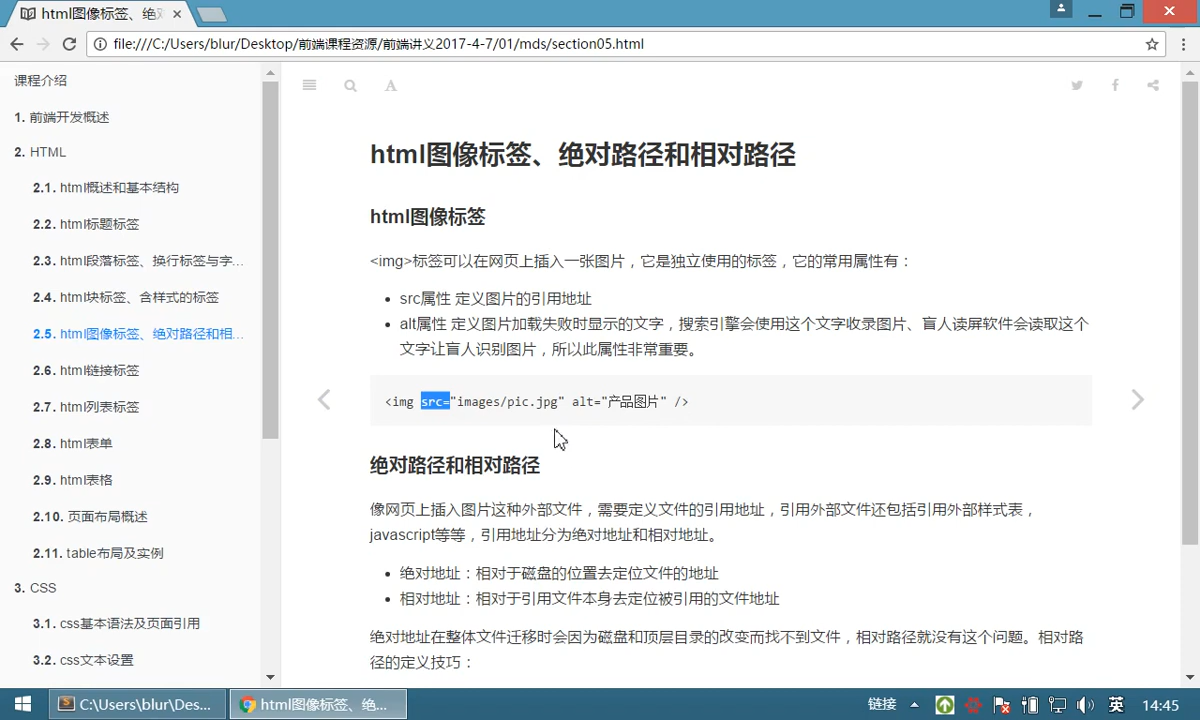 html图像标签、绝对
file:///C:/Users/blur/Desktop/前端课程资源/前端讲义2017-4-7/01/mds/section05.html
课程介绍
1. 前端开发概述
2. HTML
2.1. html概述和基本结构
2.2. html标题标签
2.3. html段落标签、换行标签与字...
2.4. html块标签、含样式的标签
2.5. html图像标签、绝对路径和相...
2.6. html链接标签
2.7. html列表标签
2.8. html表单
2.9. html表格
2.10. 页面布局概述
2.11. table布局及实例
3. CSS
3.1. css基本语法及页面引用
3.2. css文本设置
A
html图像标签、绝对路径和相对路径
html图像标签
<img>标签可以在网页上插入一张图片，它是独立使用的标签，它的常用属性有：
src属性 定义图片的引用地址
alt属性 定义图片加载失败时显示的文字，搜索引擎会使用这个文字收录图片、盲人读屏软件会读取这个
文字让盲人识别图片，所以此属性非常重要。
<img src="images/pic.jpg" alt="产品图片" />
绝对路径和相对路径
像网页上插入图片这种外部文件，需要定义文件的引用地址，引用外部文件还包括引用外部样式表，
javascript等等，引用地址分为绝对地址和相对地址。
绝对地址：相对于磁盘的位置去定位文件的地址
相对地址：相对于引用文件本身去定位被引用的文件地址
绝对地址在整体文件迁移时会因为磁盘和顶层目录的改变而找不到文件，相对路径就没有这个问题。相对路
径的定义技巧：
C:\Users\blur\Des...
html图像标签、绝...
链接
英
14:45